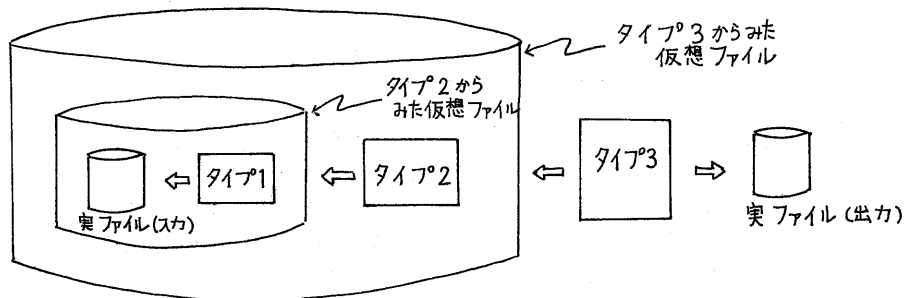 タイプ3からみた
仮想ファイル
タイプ2から
みた仮想ファイル
タイプ1
タイプ2
タイプ3
実ファイル(入力)
実ファイル(出力)